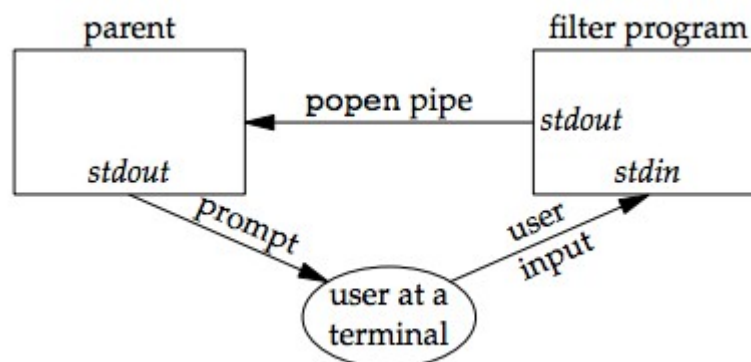 parent
filter program
popen pipe
stdout
stdout
stdin
prompt
user
input
user at a
terminal